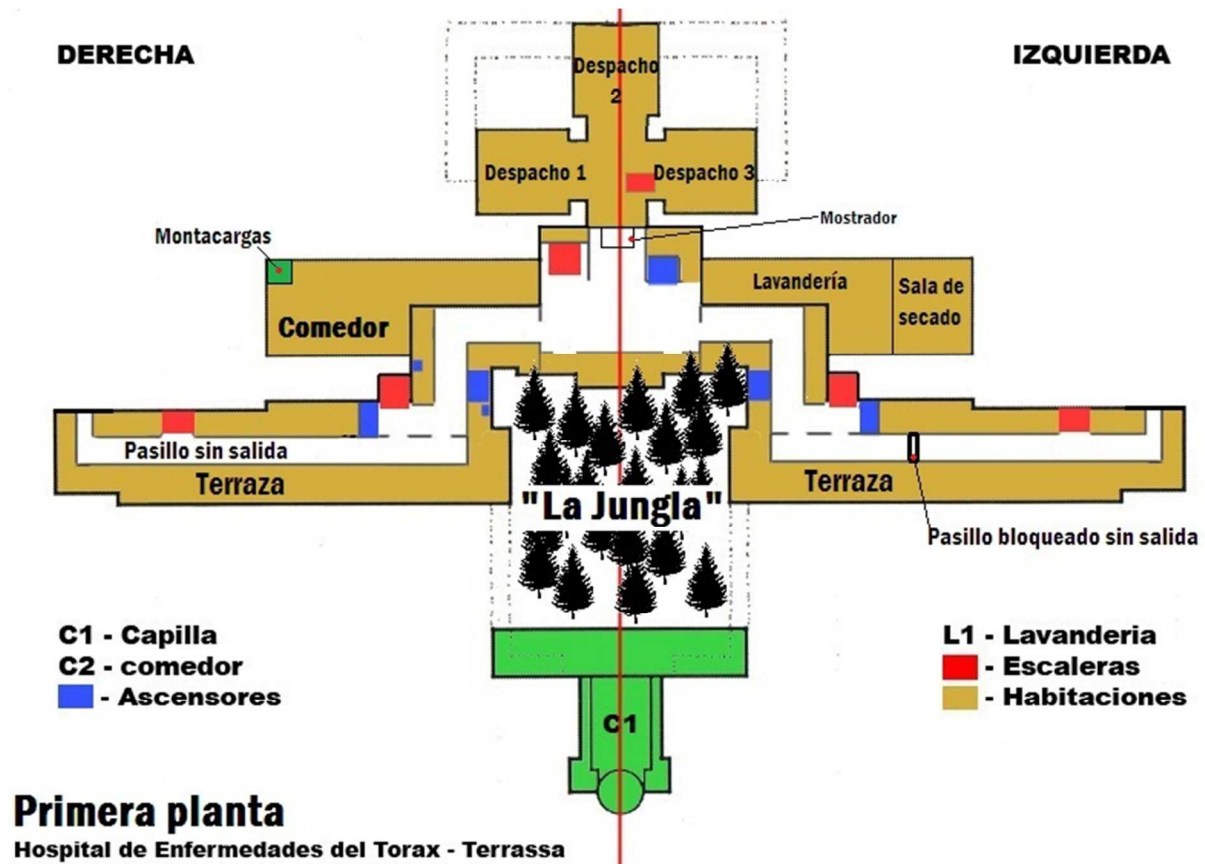 DERECHA
IZQUIERDA
Despacho
2
Despacho 1
Despacho 3
Mostrador
Montacargas
Lavandería
Sala de
secado
Comedor
Pasillo sin salida
Terraza
Terraza
"La Jungla"
Pasillo bloqueado sin salida
C1 - Capilla
C2 - comedor
- Ascensores
L1 - Lavanderia
- Escaleras
- Habitaciones
C1
Primera planta
Hospital de Enfermedades del Torax - Terrassa